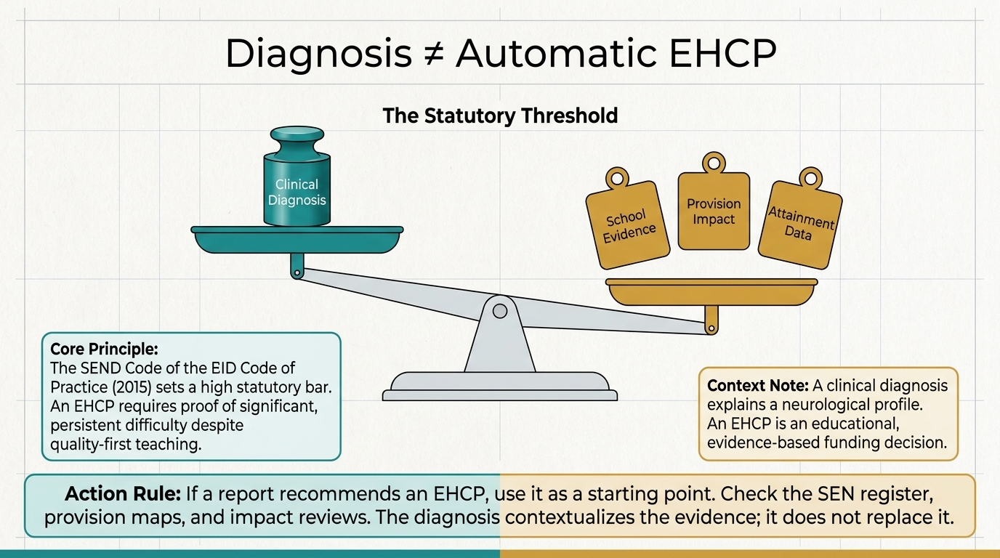 Diagnosis ≠ Automatic EHCP
The Statutory Threshold
Clinical
Diagnosis
School
Evidence
Provision
Impact
Attainment
Data
Core Principle:
The SEND Code of the EID Code of
Practice (2015) sets a high statutory bar.
An EHCP requires proof of significant,
persistent difficulty despite
quality-first teaching.
Context Note: A clinical diagnosis
explains a neurological profile.
An EHCP is an educational,
evidence-based funding decision.
Action Rule: If a report recommends an EHCP, use it as a starting point. Check the SEN register,
provision maps, and impact reviews. The diagnosis contextualizes the evidence; it does not replace it.